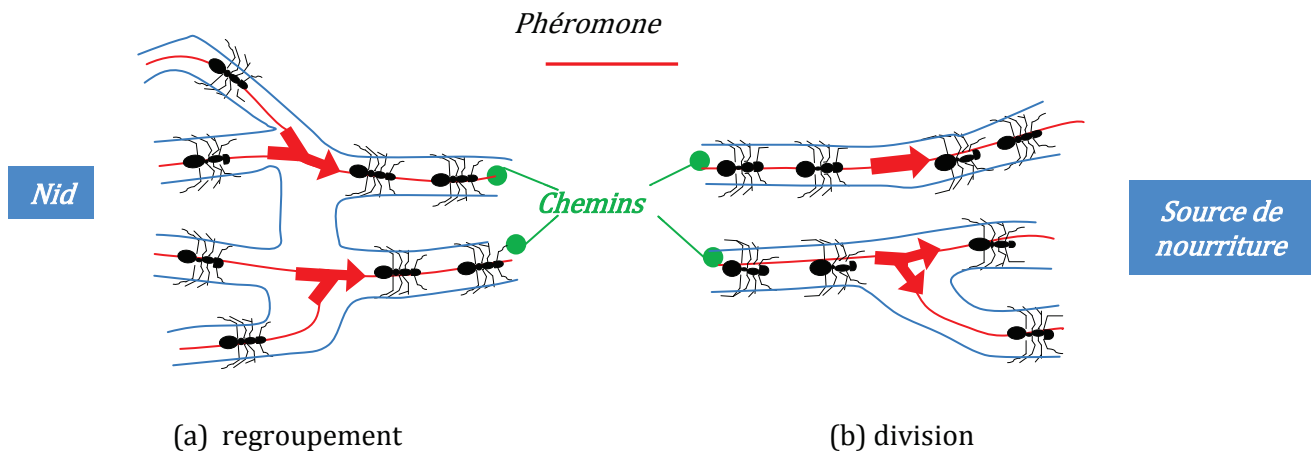 Phéromone
Nid
Chemins
Source de
nourriture
(a) regroupement
(b) division